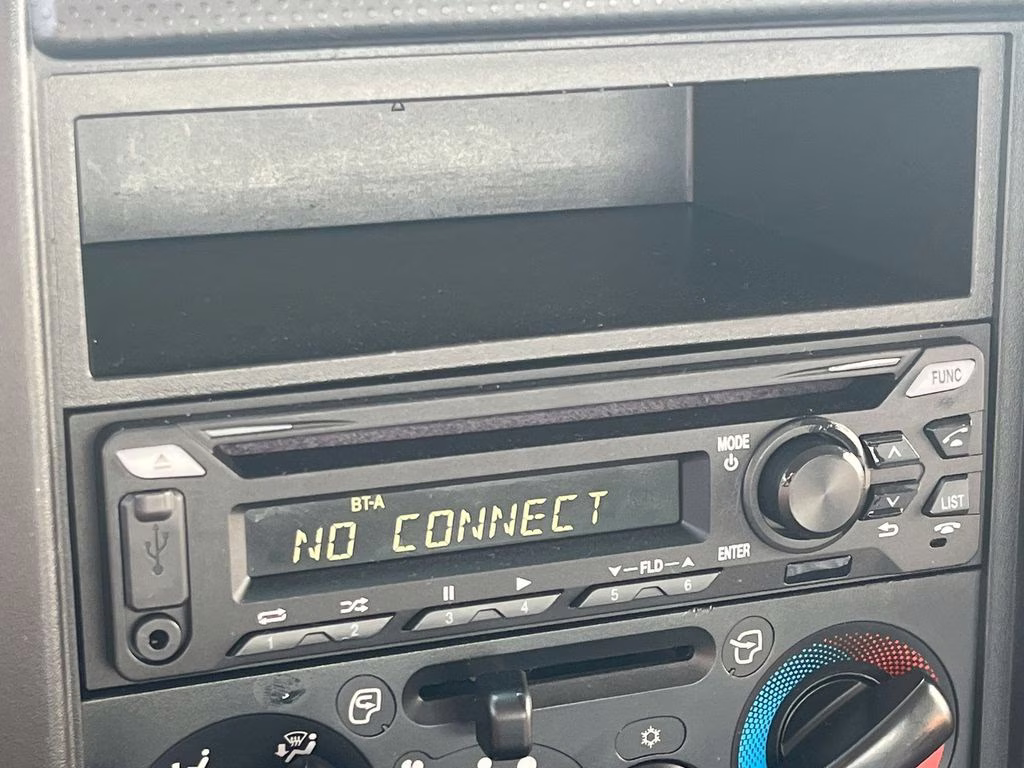 FUNC
MODE
BT-A
NO CONNECT
LIST
ENTER
FLD
1 2 3 4 5 6